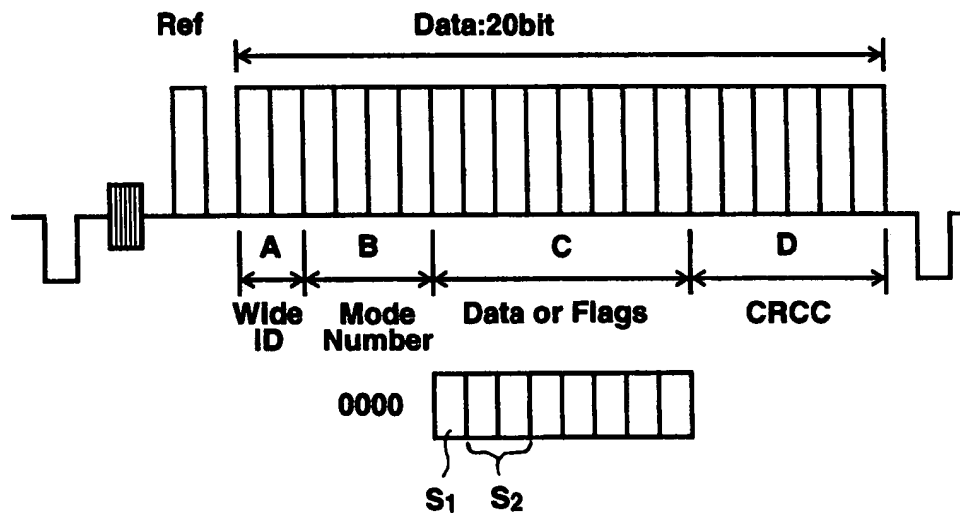 Ref
Data:20bit
A B C D
Wide ID
Mode Number
Data or Flags
CRCC
0000
S1 S2